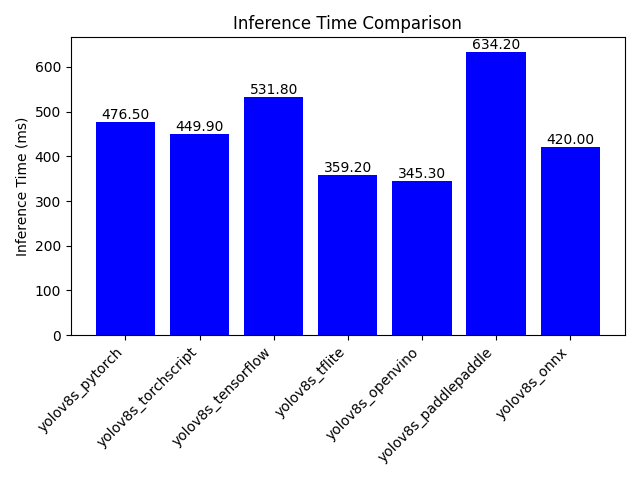 Inference Time Comparison
Inference Time (ms)
600
500
400
300
200
100
0
476.50
449.90
531.80
359.20
345.30
634.20
420.00
yolov8s_pytorch
yolov8s_torchscript
yolov8s_tensorflow
yolov8s_tflite
yolov8s_openvino
yolov8s_paddlepaddle
yolov8s_onnx